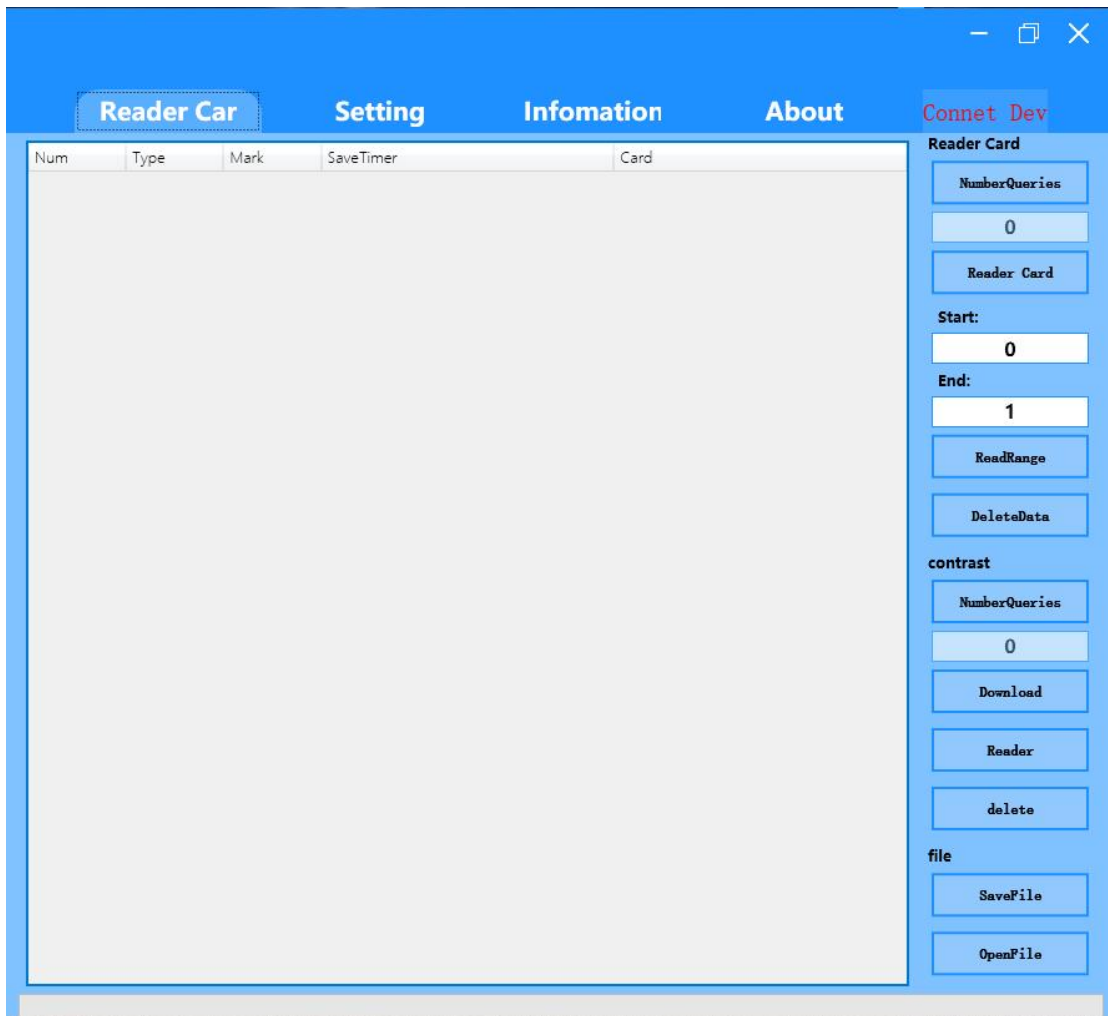 Reader Car Setting Infomation About Connet Dev
Num Type Mark SaveTimer Card
Reader Card
NumberQueries
0
Reader Card
Start:
0
End:
1
ReadRange
DeleteData
contrast
NumberQueries
0
Download
Reader
delete
file
SaveFile
OpenFile